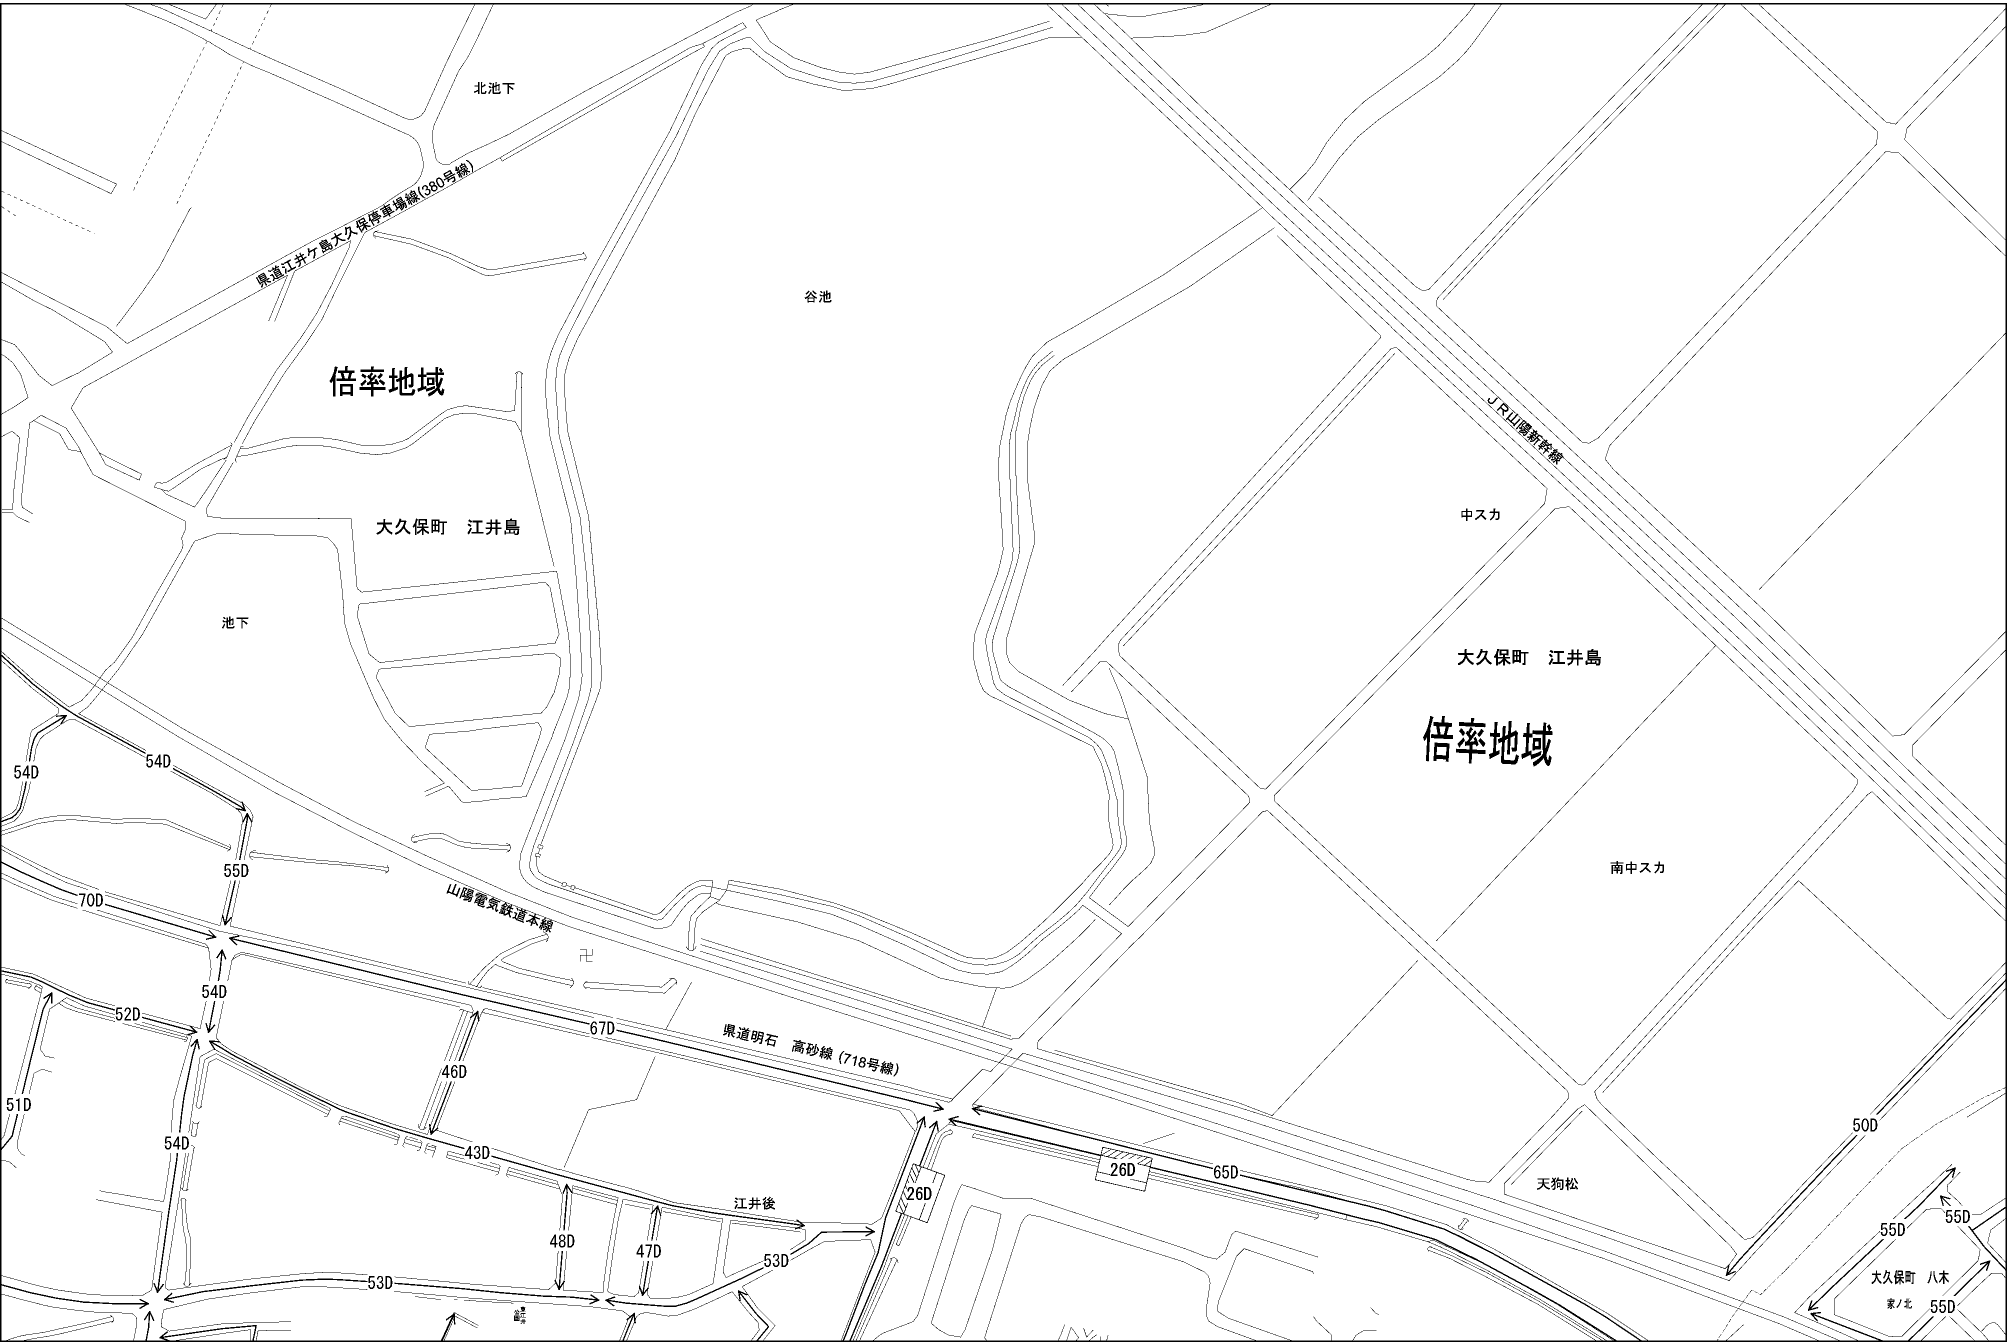 北池下
県道江井ケ島大久保停車場線(380号線)
谷池
倍率地域
JR山陽新幹線
中スカ
大久保町　江井島
池下
大久保町　江井島
倍率地域
54D
54D
55D
南中スカ
70D
山陽電気鉄道本線
卍
54D
52D
67D
県道明石　高砂線(718号線)
46D
51D
54D
43D
50D
26D
65D
26D
天狗松
江井後
48D
47D
53D
55D
55D
53D
大久保町　八木
家ノ北
55D